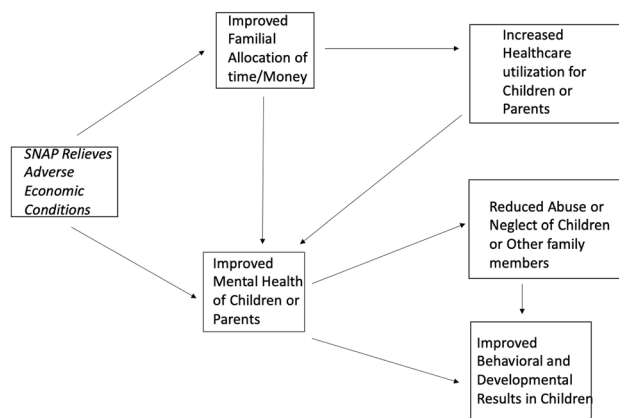 Improved
Familial
Allocation of
time/Money
Increased
Healthcare
utilization for
Children or
Parents
SNAP Relieves
Adverse
Economic
Conditions
Reduced Abuse or
Neglect of Children
or Other family
members
Improved
Mental Health
of Children or
Parents
Improved
Behavioral and
Developmental
Results in Children